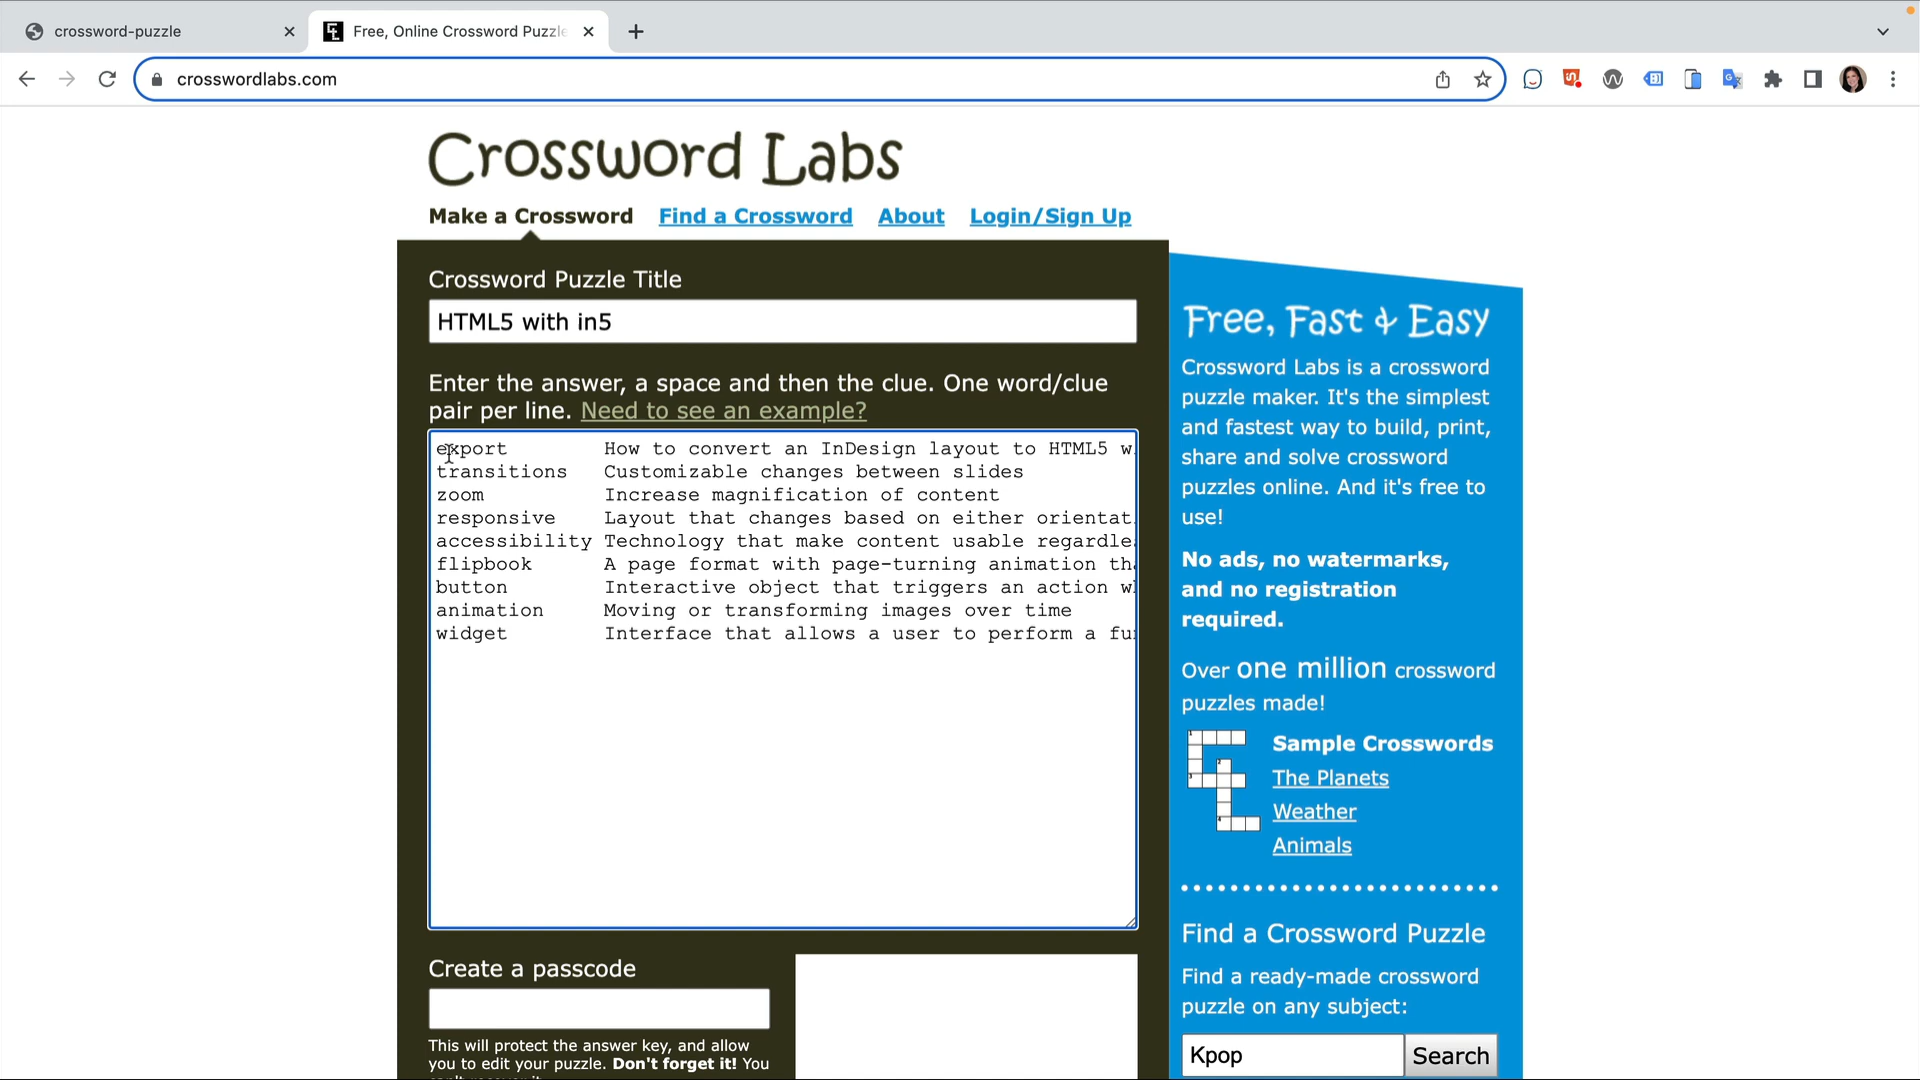 crossword-puzzle
Free, Online Crossword Puzzle
crosswordlabs.com
Crossword Labs
Make a Crossword Find a Crossword About Login/Sign Up
Crossword Puzzle Title
HTML5 with in5
Enter the answer, a space and then the clue. One word/clue
pair per line. Need to see an example?
export How to convert an InDesign layout to HTML5
transitions Customizable changes between slides
zoom Increase magnification of content
responsive Layout that changes based on either
accessibility Technology that make content usable
flipbook A page format with page-turning animation
button Interactive object that triggers an action
animation Moving or transforming images over time
widget Interface that allows a user to perform a
Create a passcode
This will protect the answer key, and allow
you to edit your puzzle. Don't forget it! You
Free, Fast & Easy
Crossword Labs is a crossword
puzzle maker. It's the simplest
and fastest way to build, print,
share and solve crossword
puzzles online. And it's free to
use!
No ads, no watermarks,
and no registration
required.
Over one million crossword
puzzles made!
Sample Crosswords
The Planets
Weather
Animals
Find a Crossword Puzzle
Find a ready-made crossword
puzzle on any subject:
Kpop Search